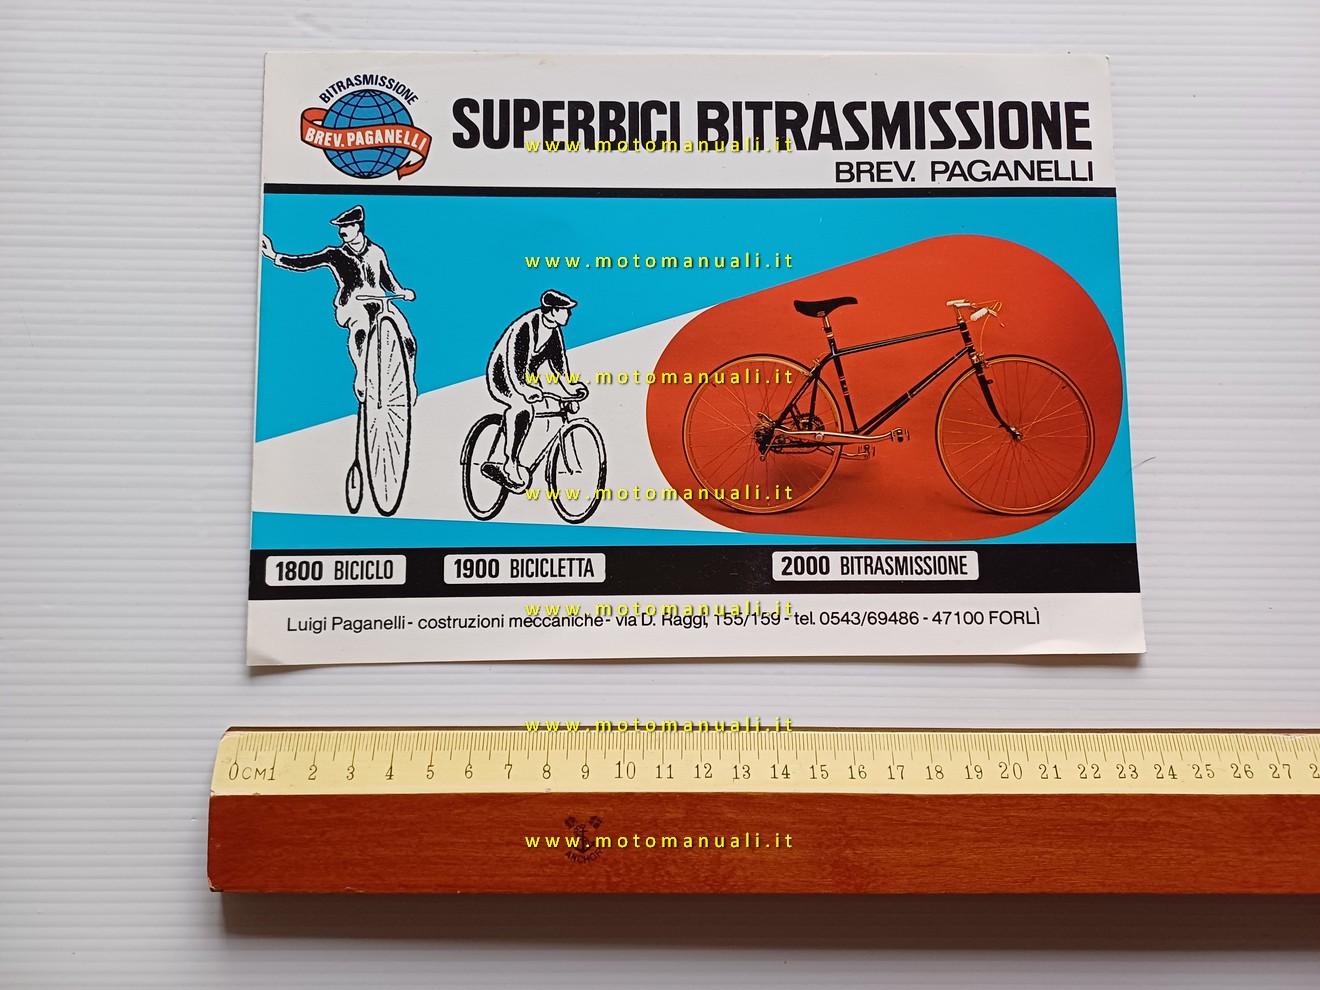 BITRASMISSIONE
BREV. PAGANELLI
SUPERBICI BITRASMISSIONE
BREV. PAGANELLI
www.motomanuali.it
www.motomanuali.it
www.motomanuali.it
www.motomanuali.it
1800 BICICLO
1900 BICICLETTA
2000 BITRASMISSIONE
www.motomanuali.it
Luigi Paganelli - costruzioni meccaniche - via D. Raggi, 155/159 - tel. 0543/69486 - 47100 FORLÌ
www.motomanuali.it
0CM1 2 3 4 5 6 7 8 9 10 11 12 13 14 15 16 17 18 19 20 21 22 23 24 25 26 27
www.motomanuali.it
ANCHOR